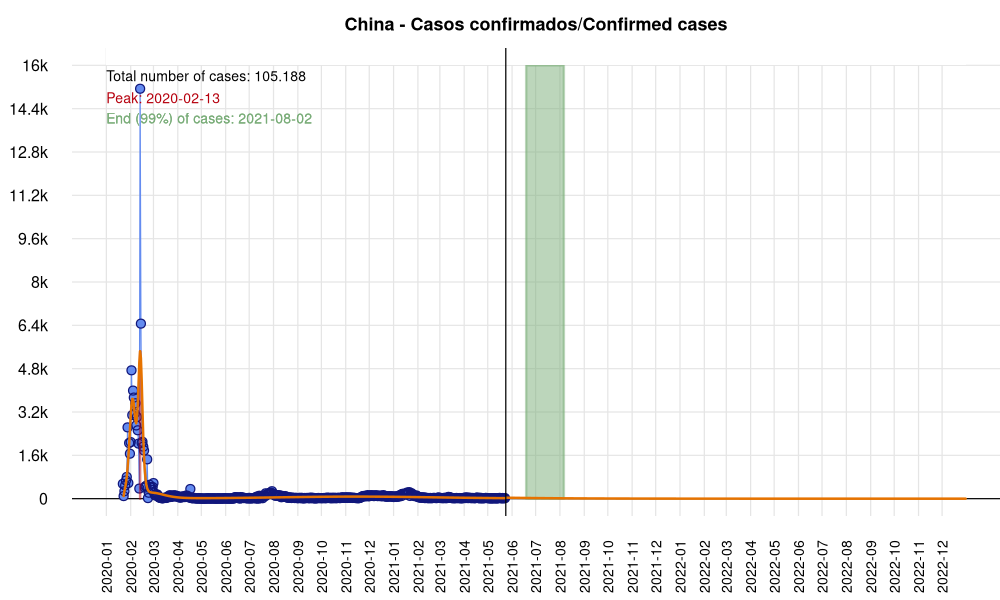 China - Casos confirmados/Confirmed cases
Total number of cases: 105.188
Peak: 2020-02-13
End (99%) of cases: 2021-08-02
16k
14.4k
12.8k
11.2k
9.6k
8k
6.4k
4.8k
3.2k
1.6k
0
2020-01
2020-02
2020-03
2020-04
2020-05
2020-06
2020-07
2020-08
2020-09
2020-10
2020-11
2020-12
2021-01
2021-02
2021-03
2021-04
2021-05
2021-06
2021-07
2021-08
2021-09
2021-10
2021-11
2021-12
2022-01
2022-02
2022-03
2022-04
2022-05
2022-06
2022-07
2022-08
2022-09
2022-10
2022-11
2022-12